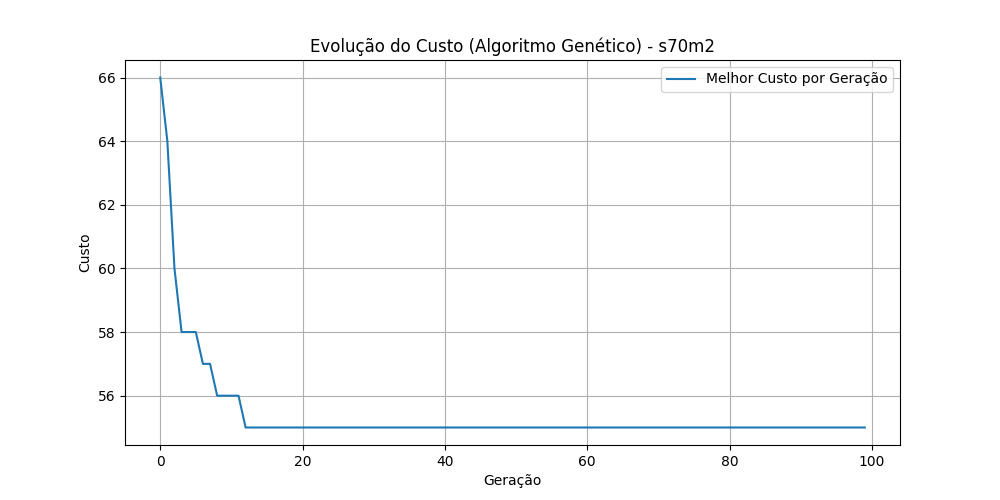 Evolução do Custo (Algoritmo Genético) - s70m2
Melhor Custo por Geração
66
64
62
60
58
56
Custo
0 20 40 60 80 100
Geração